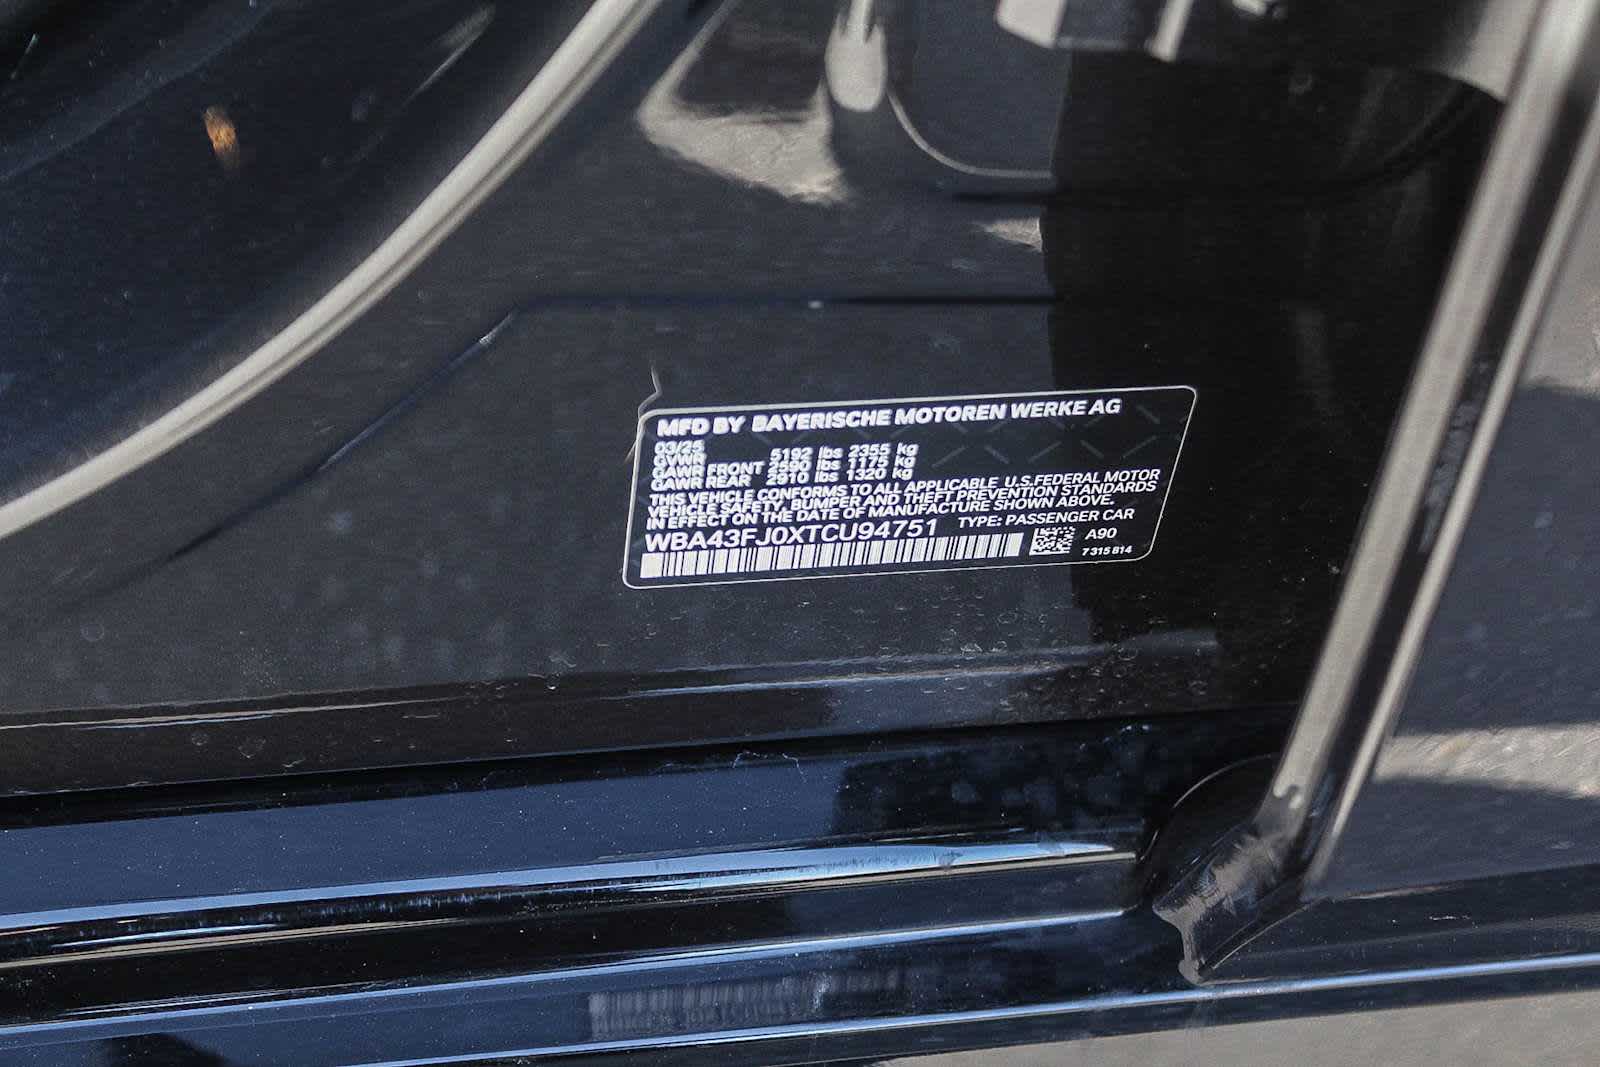 MFD BY BAYERISCHE MOTOREN WERKE AG
03/25
GVWR 5192 lbs 2355 kg
GAWR FRONT 2590 lbs 1175 kg
GAWR REAR 2910 lbs 1320 kg
THIS VEHICLE CONFORMS TO ALL APPLICABLE U.S.FEDERAL MOTOR
VEHICLE SAFETY, BUMPER AND THEFT PREVENTION STANDARDS
IN EFFECT ON THE DATE OF MANUFACTURE SHOWN ABOVE.
WBA43FJ0XTCU94751 TYPE: PASSENGER CAR
A90
7 315 814